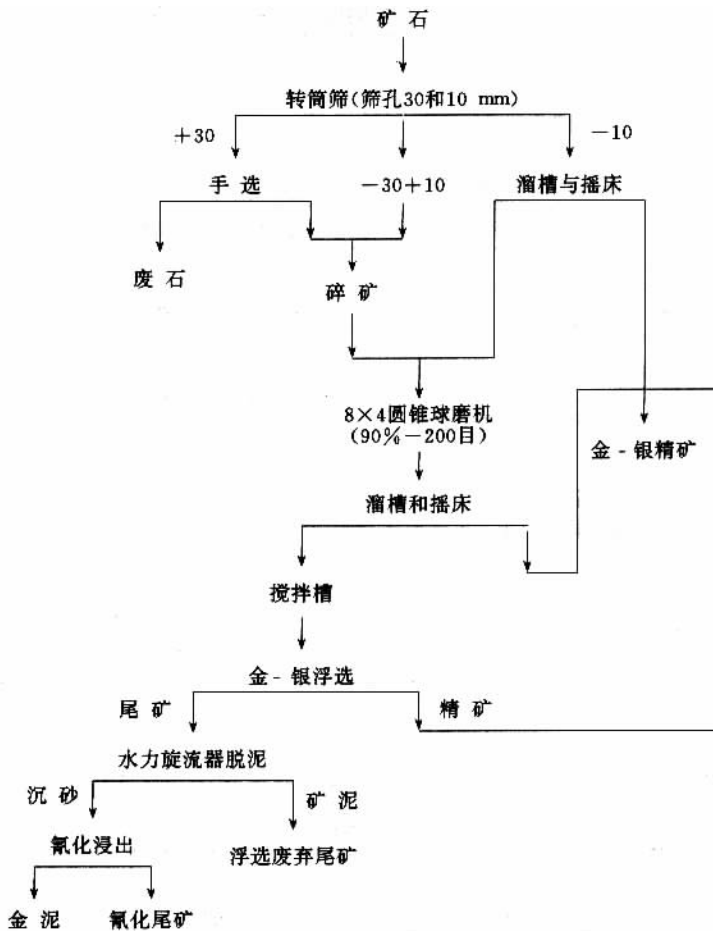 矿 石
转筒筛(筛孔30和10 mm)
+30
-10
手 选
-30+10
溜槽与摇床
废 石
碎 矿
8×4圆锥球磨机
(90%-200目)
金-银精矿
溜槽和摇床
搅拌槽
金-银浮选
尾 矿
精 矿
水力旋流器脱泥
沉 砂
矿 泥
氰化浸出
浮选废弃尾矿
金 泥
氰化尾矿